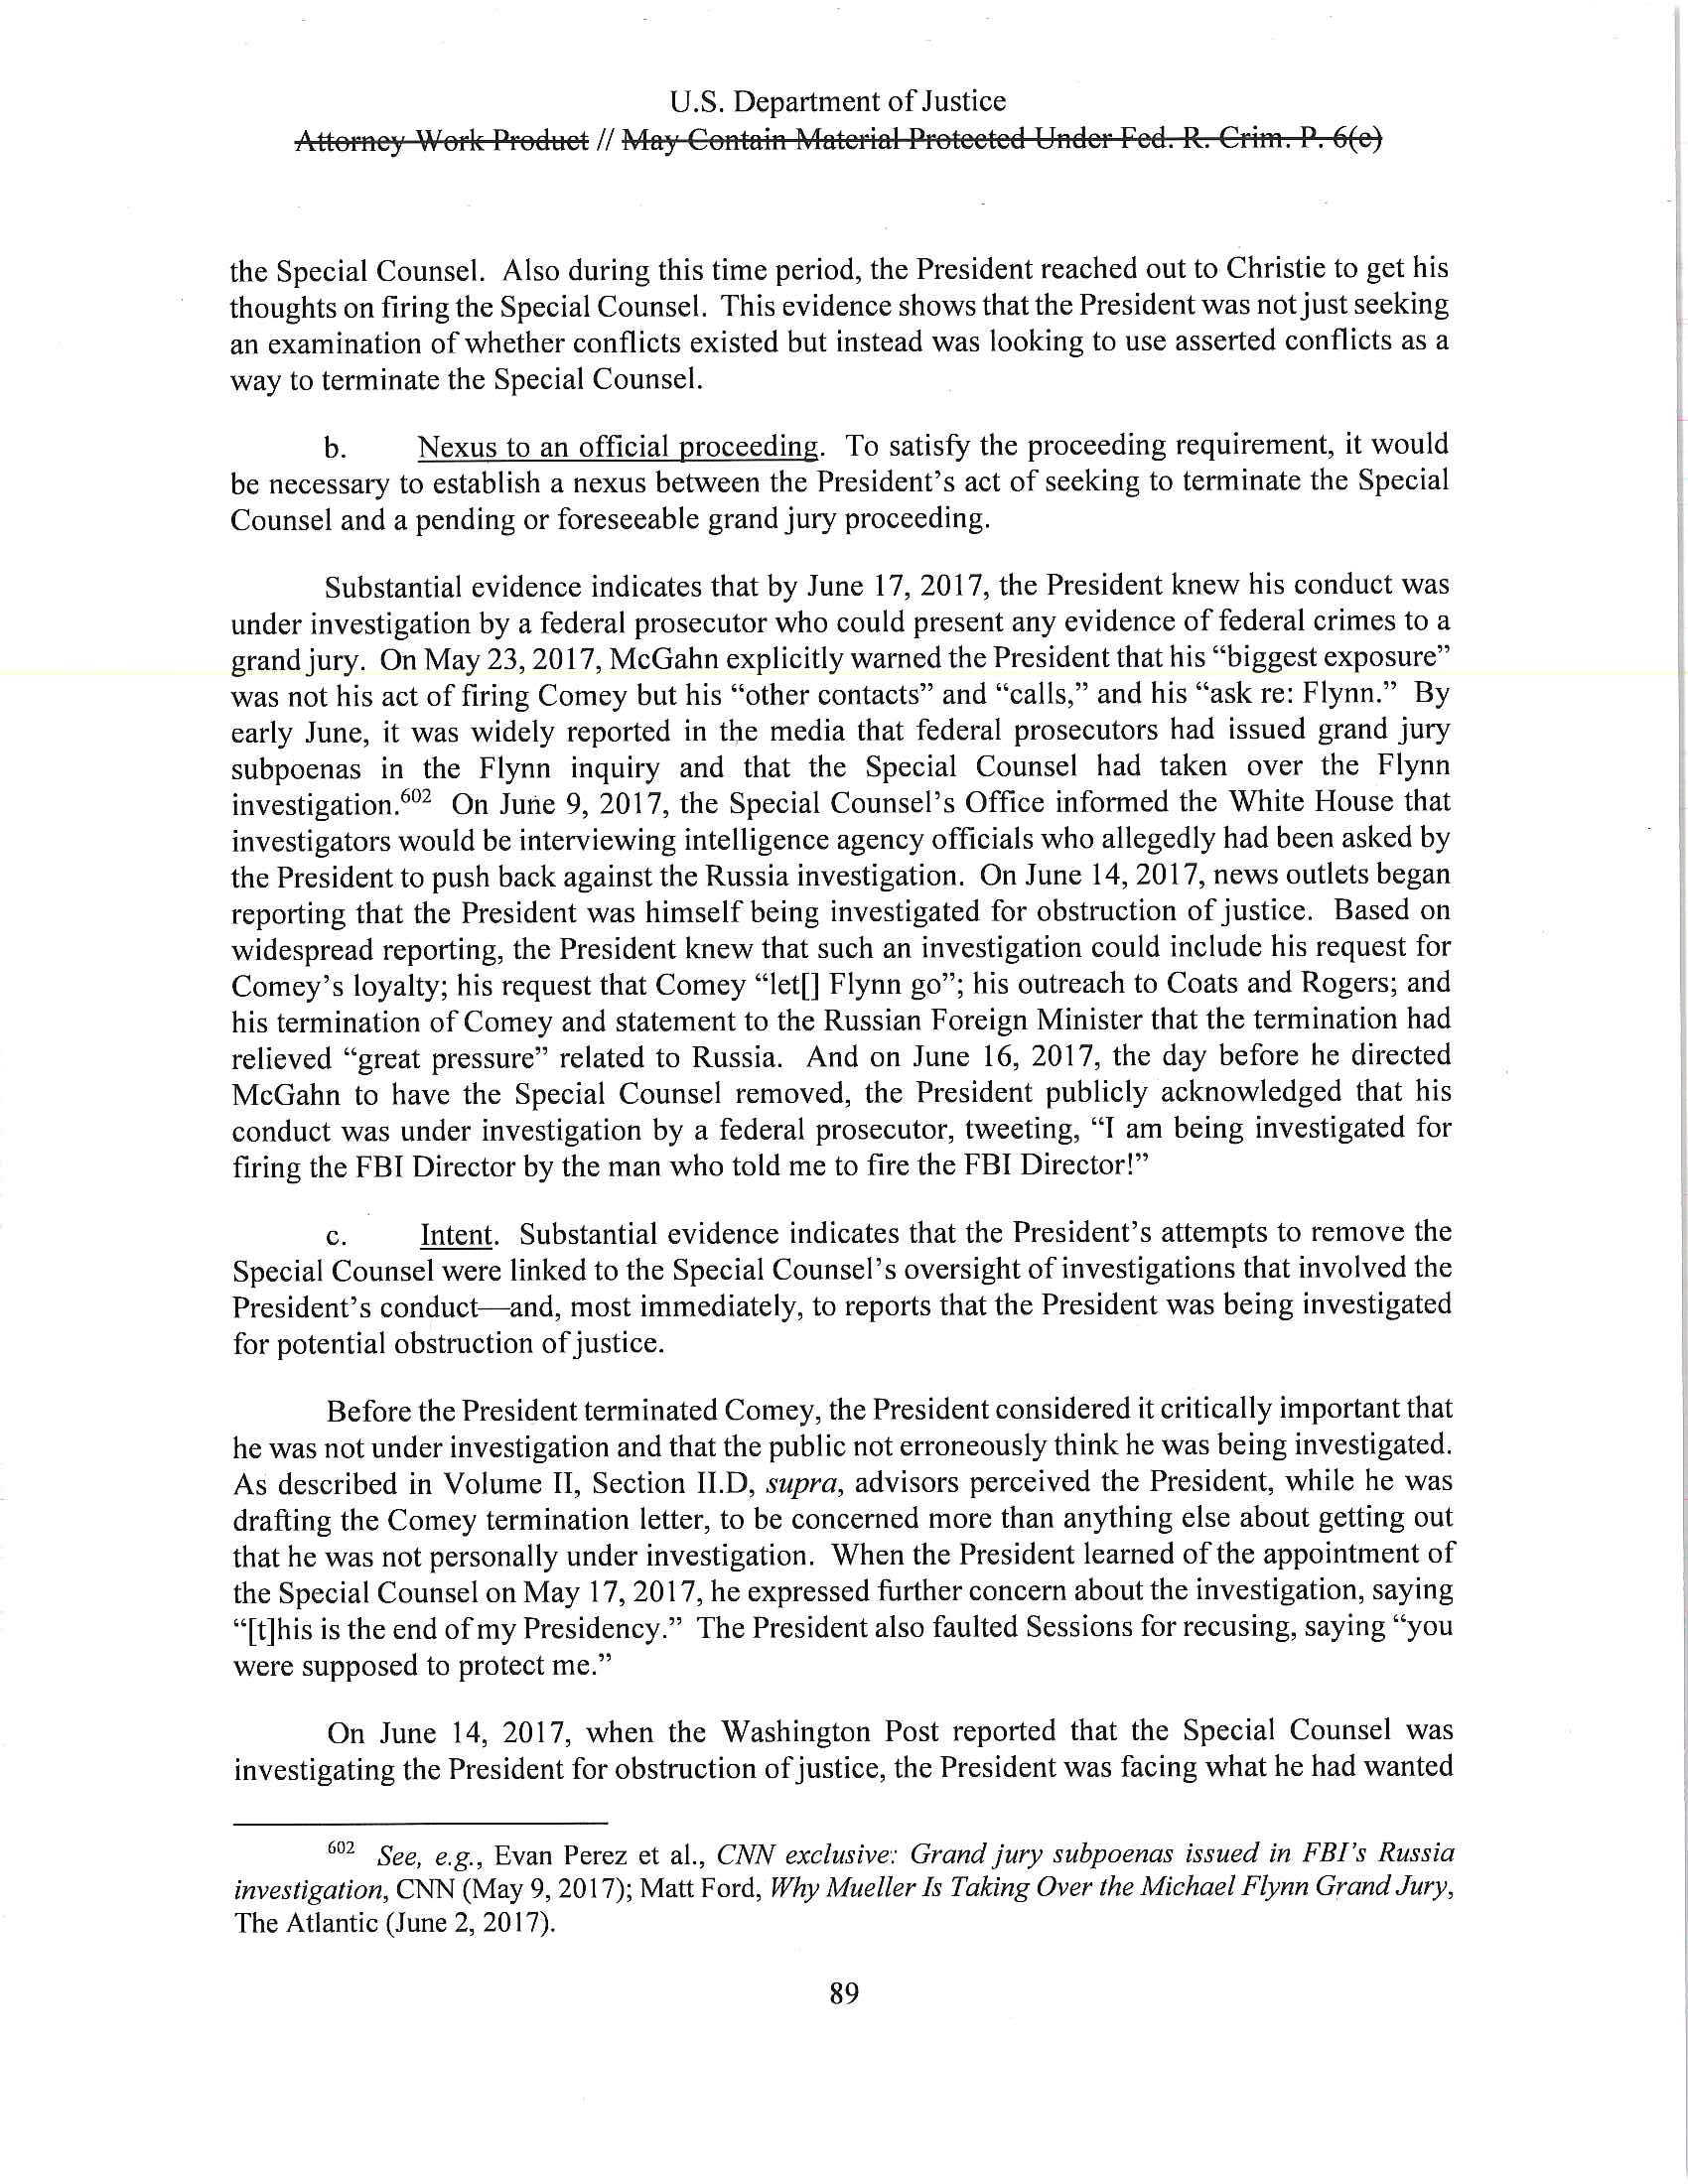 U.S. Department of Justice
Attorney Work Product // May Contain Material Protected Under Fed. R. Crim. P. 6(e)
the Special Counsel. Also during this time period, the President reached out to Christie to get his
thoughts on firing the Special Counsel. This evidence shows that the President was not just seeking
an examination of whether conflicts existed but instead was looking to use asserted conflicts as a
way to terminate the Special Counsel.
b. Nexus to an official proceeding. To satisfy the proceeding requirement, it would
be necessary to establish a nexus between the President's act of seeking to terminate the Special
Counsel and a pending or foreseeable grand jury proceeding.
Substantial evidence indicates that by June 17, 2017, the President knew his conduct was
under investigation by a federal prosecutor who could present any evidence of federal crimes to a
grand jury. On May 23, 2017, McGahn explicitly warned the President that his “biggest exposure”
was not his act of firing Comey but his “other contacts” and “calls,” and his “ask re: Flynn.” By
early June, it was widely reported in the media that federal prosecutors had issued grand jury
subpoenas in the Flynn inquiry and that the Special Counsel had taken over the Flynn
investigation.602 On June 9, 2017, the Special Counsel's Office informed the White House that
investigators would be interviewing intelligence agency officials who allegedly had been asked by
the President to push back against the Russia investigation. On June 14, 2017, news outlets began
reporting that the President was himself being investigated for obstruction of justice. Based on
widespread reporting, the President knew that such an investigation could include his request for
Comey's loyalty; his request that Comey “let[] Flynn go”; his outreach to Coats and Rogers; and
his termination of Comey and statement to the Russian Foreign Minister that the termination had
relieved “great pressure” related to Russia. And on June 16, 2017, the day before he directed
McGahn to have the Special Counsel removed, the President publicly acknowledged that his
conduct was under investigation by a federal prosecutor, tweeting, “I am being investigated for
firing the FBI Director by the man who told me to fire the FBI Director!”
c. Intent. Substantial evidence indicates that the President's attempts to remove the
Special Counsel were linked to the Special Counsel's oversight of investigations that involved the
President's conduct—and, most immediately, to reports that the President was being investigated
for potential obstruction of justice.
Before the President terminated Comey, the President considered it critically important that
he was not under investigation and that the public not erroneously think he was being investigated.
As described in Volume II, Section II.D, supra, advisors perceived the President, while he was
drafting the Comey termination letter, to be concerned more than anything else about getting out
that he was not personally under investigation. When the President learned of the appointment of
the Special Counsel on May 17, 2017, he expressed further concern about the investigation, saying
“[t]his is the end of my Presidency.” The President also faulted Sessions for recusing, saying “you
were supposed to protect me.”
On June 14, 2017, when the Washington Post reported that the Special Counsel was
investigating the President for obstruction of justice, the President was facing what he had wanted
602 See, e.g., Evan Perez et al., CNN exclusive: Grand jury subpoenas issued in FBI's Russia
investigation, CNN (May 9, 2017); Matt Ford, Why Mueller Is Taking Over the Michael Flynn Grand Jury,
The Atlantic (June 2, 2017).
89